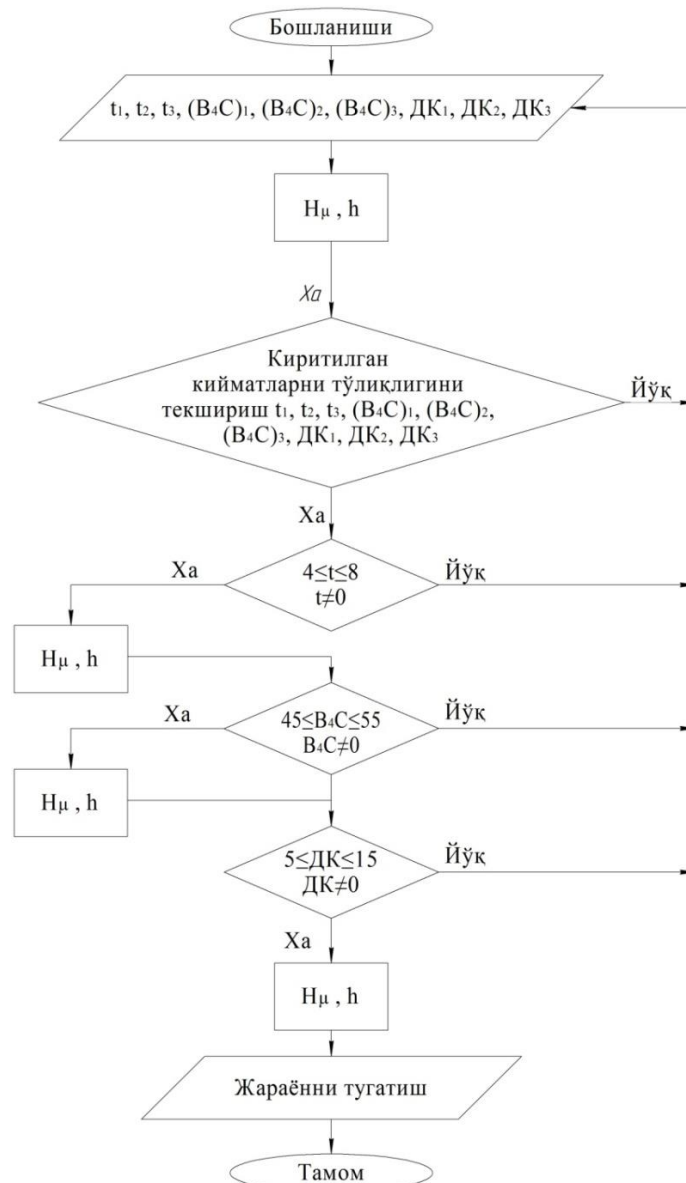 Бошланиши
t₁, t₂, t₃, (B₄C)₁, (B₄C)₂, (B₄C)₃, ДК₁, ДК₂, ДК₃
Hμ , h
Ха
Киритилган
кийматларни тўлиқлигини
текшириш t₁, t₂, t₃, (B₄C)₁, (B₄C)₂,
(B₄C)₃, ДК₁, ДК₂, ДК₃
Йўқ
Ха
Ха
4≤t≤8
t≠0
Йўқ
Hμ , h
Ха
45≤B₄C≤55
B₄C≠0
Йўқ
Hμ , h
5≤ДК≤15
ДК≠0
Йўқ
Ха
Hμ , h
Жараённи тугатиш
Тамом